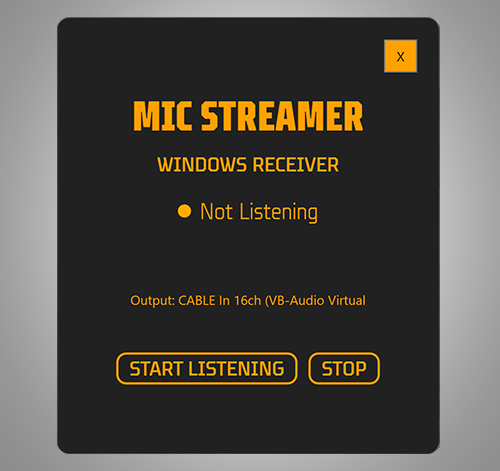 X
MIC STREAMER
WINDOWS RECEIVER
Not Listening
Output: CABLE In 16ch (VB-Audio Virtual
START LISTENING STOP